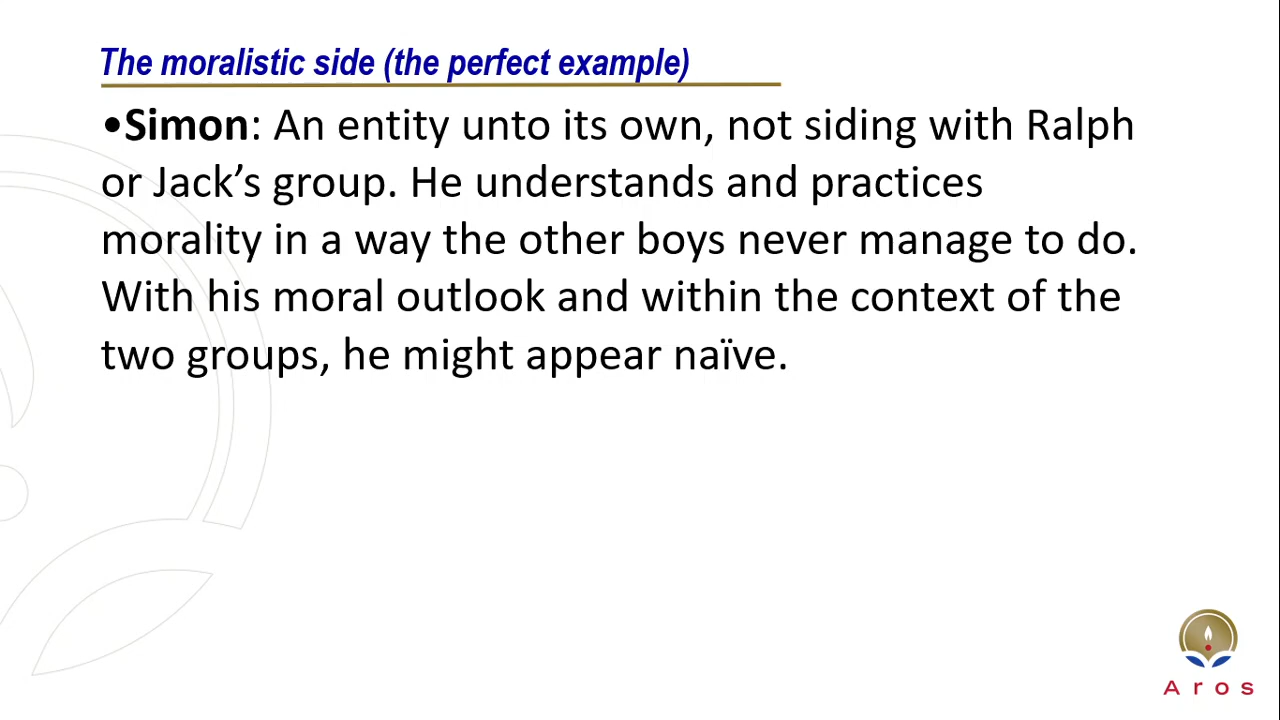 The moralistic side (the perfect example)
•Simon: An entity unto its own, not siding with Ralph
or Jack’s group. He understands and practices
morality in a way the other boys never manage to do.
With his moral outlook and within the context of the
two groups, he might appear naïve.
Aros